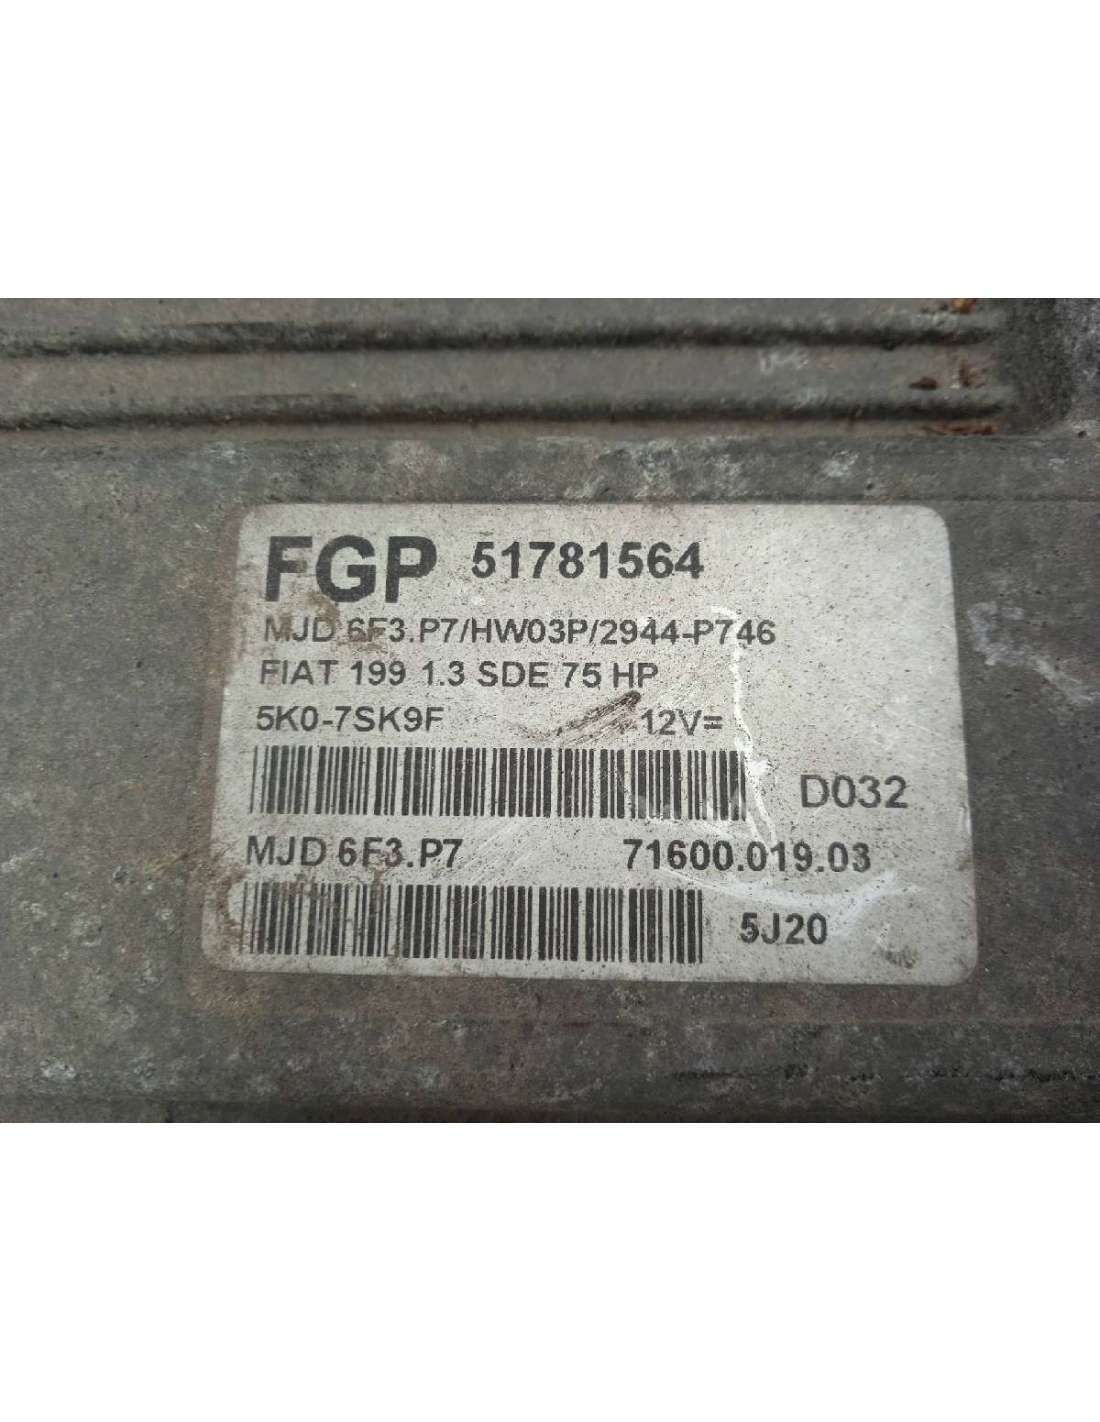 FGP 51781564
MJD 6F3.P7/HW03P/2944-P746
FIAT 199 1.3 SDE 75 HP
5K0-7SK9F 12V=
D032
MJD 6F3.P7 71600.019.03
5J20